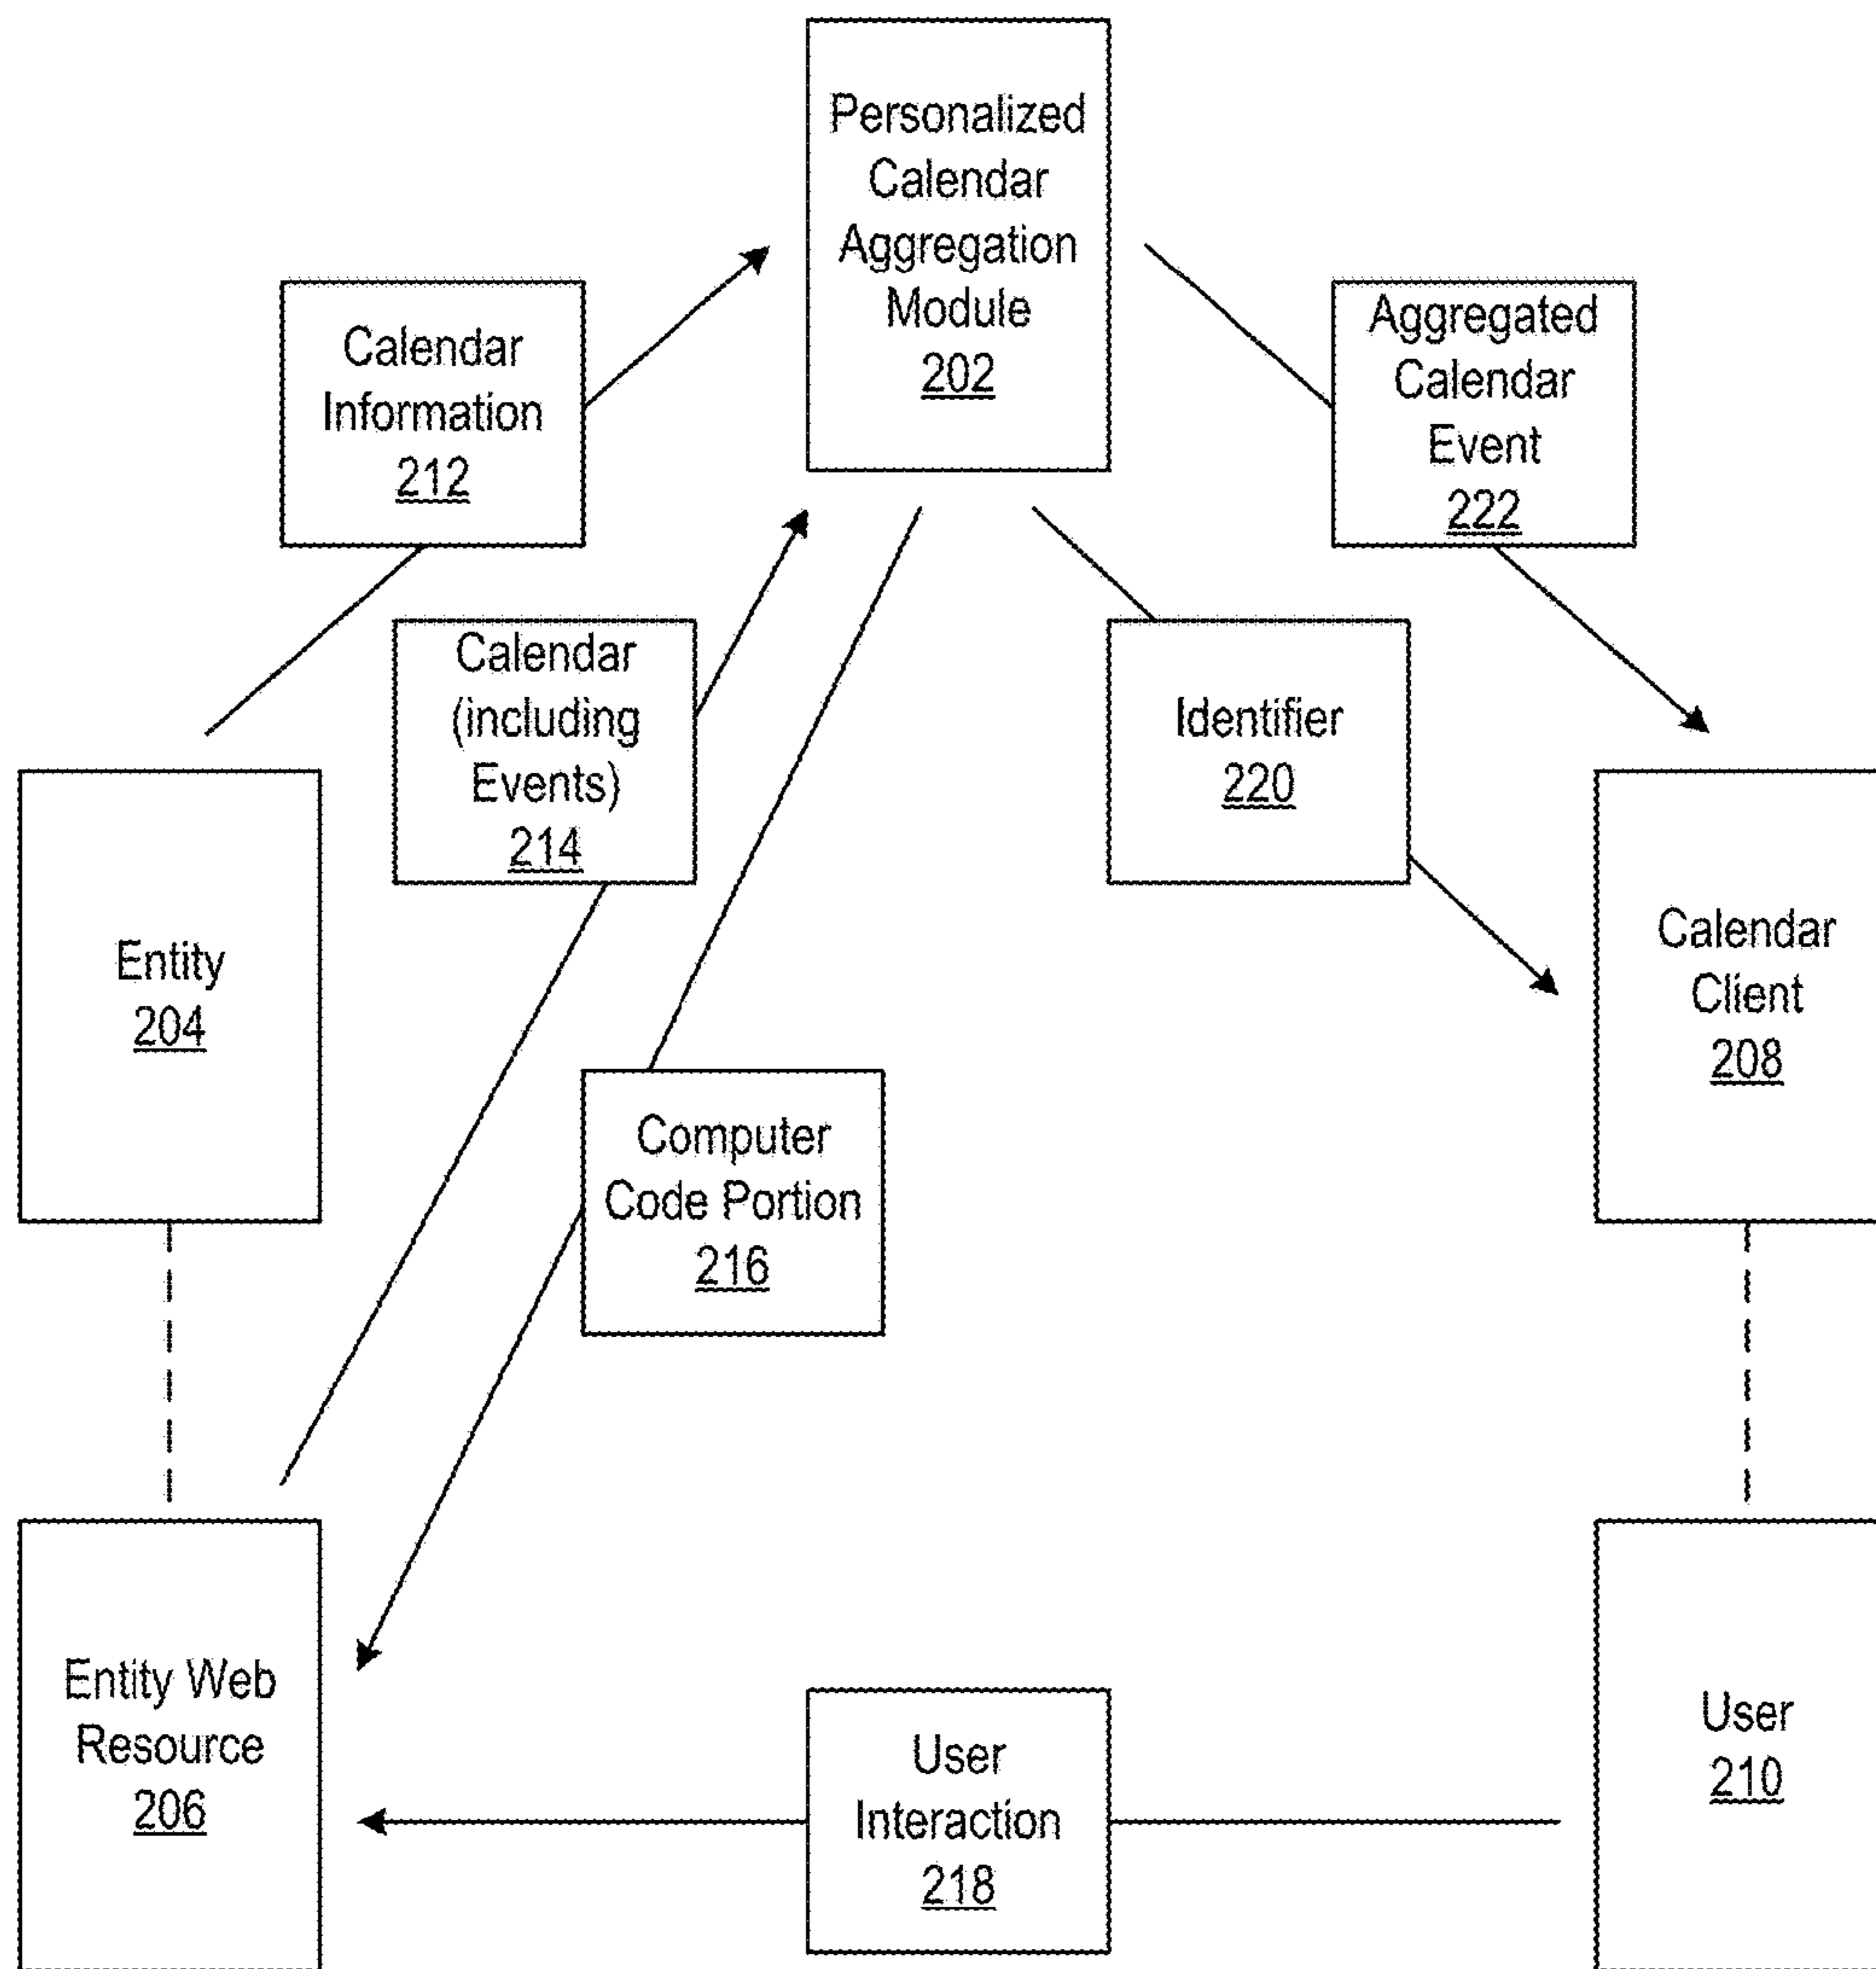 Personalized
Calendar
Aggregation
Module
202
Calendar
Information
212
Aggregated
Calendar
Event
222
Calendar
(including
Events)
214
Identifier
220
Entity
204
Calendar
Client
208
Computer
Code Portion
216
Entity Web
Resource
206
User
Interaction
218
User
210